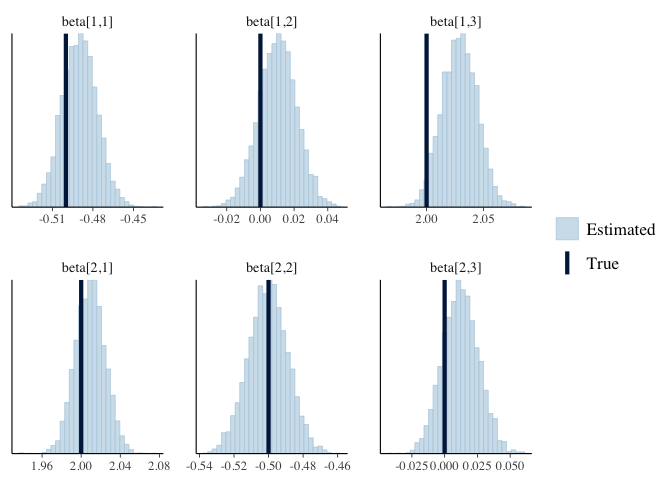 beta[1,1] beta[1,2] beta[1,3]
-0.51 -0.48 -0.45 -0.02 0.00 0.02 0.04 2.00 2.05
Estimated
True
beta[2,1] beta[2,2] beta[2,3]
1.96 2.00 2.04 2.08 -0.54 -0.52 -0.50 -0.48 -0.46 -0.025 0.000 0.025 0.050